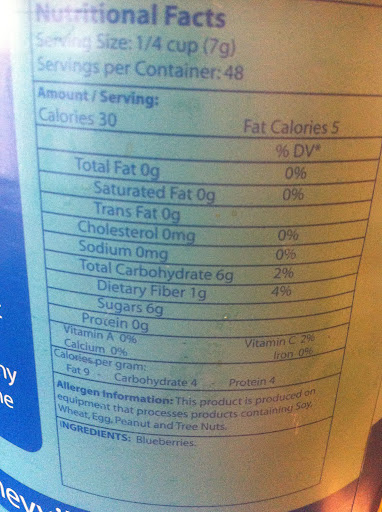 Nutritional Facts
Serving Size: 1/4 cup (7g)
Servings per Container: 48
Amount / Serving:
Calories 30 Fat Calories 5
% DV*
Total Fat 0g 0%
Saturated Fat 0g 0%
Trans Fat 0g
Cholesterol 0mg 0%
Sodium 0mg 0%
Total Carbohydrate 6g 2%
Dietary Fiber 1g 4%
Sugars 6g
Protein 0g
Vitamin A 0% Vitamin C 2%
Calcium 0% Iron 0%
Calories per gram:
Fat 9 Carbohydrate 4 Protein 4
Allergen Information: This product is produced on
equipment that processes products containing Soy,
Wheat, Egg, Peanut and Tree Nuts.
INGREDIENTS: Blueberries.